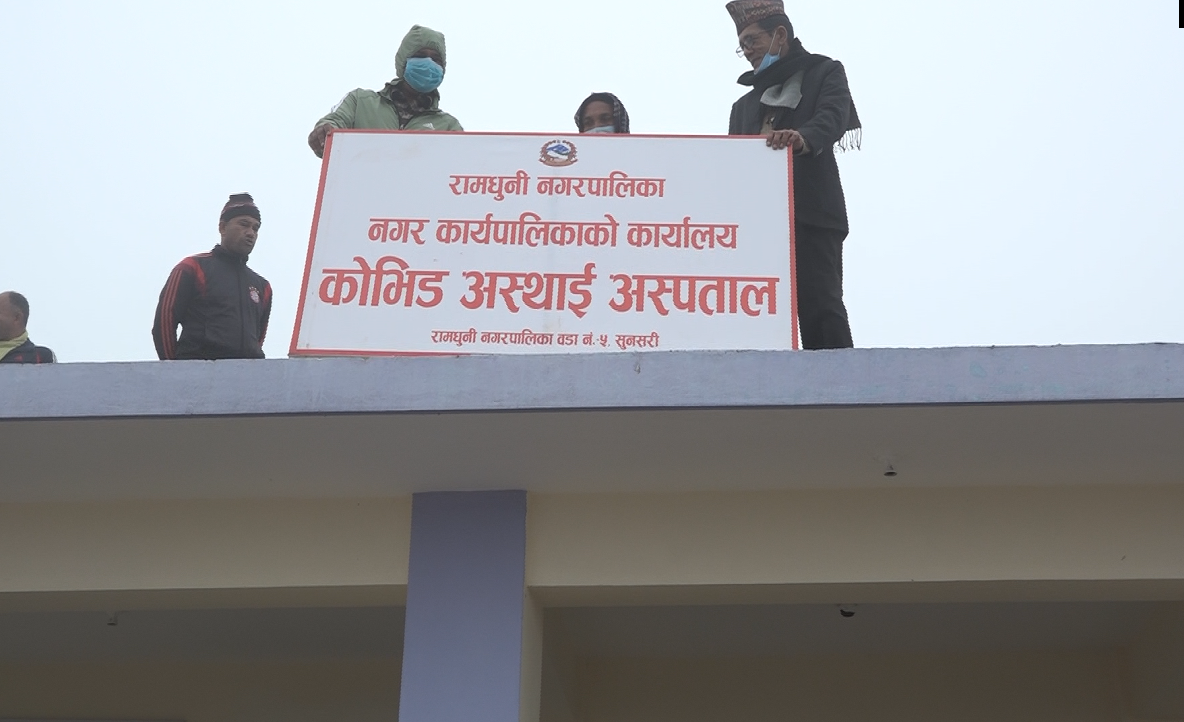 रामधुनी नगरपालिका
नगर कार्यपालिकाको कार्यालय
कोभिड अस्थाई अस्पताल
रामधुनी नगरपालिका वडा नं.-५ सुनसरी